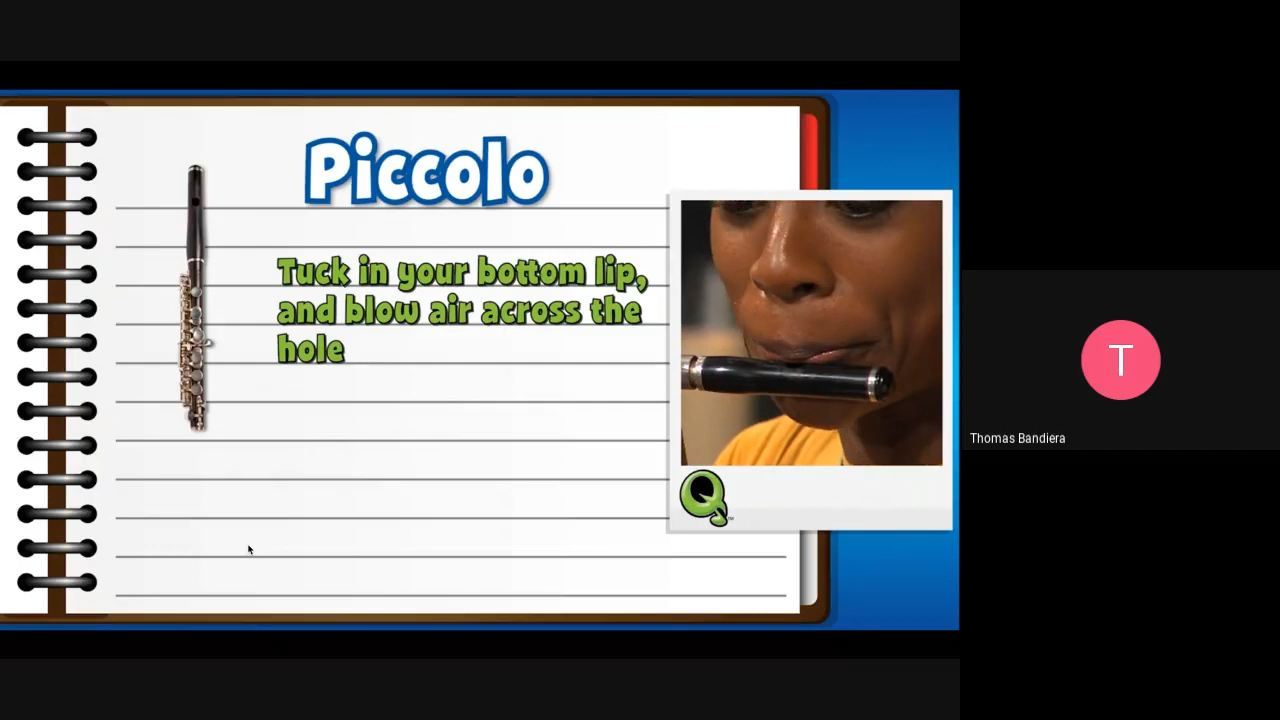 Piccolo
Tuck in your bottom lip,
and blow air across the
hole
Q
T
Thomas Bandiera